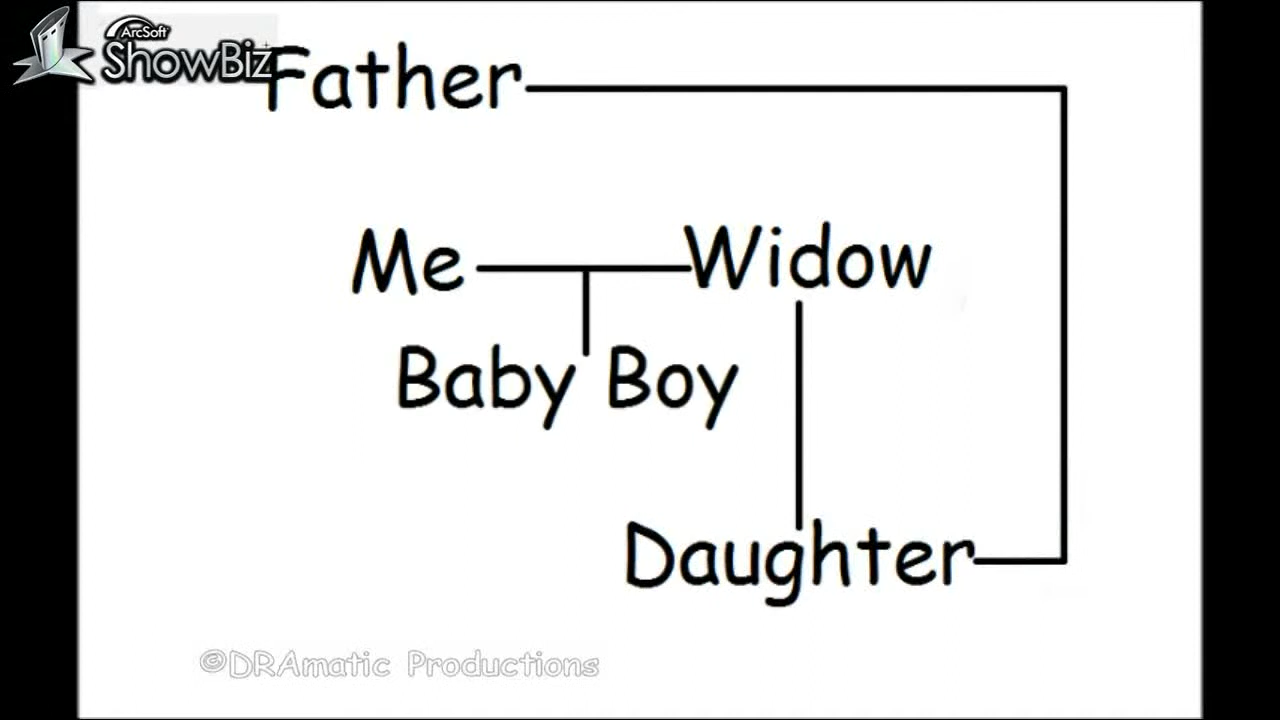 ArcSoft
ShowBiz
Father
Me Widow
Baby Boy
Daughter
©DRAmatic Productions